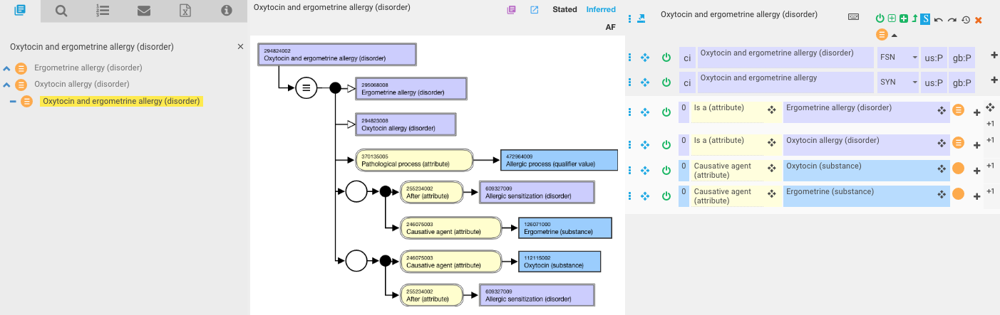 Oxytocin and ergometrine allergy (disorder)
Ergometrine allergy (disorder)
Oxytocin allergy (disorder)
Oxytocin and ergometrine allergy (disorder)
Oxytocin and ergometrine allergy (disorder)
Stated
Inferred
AF
294824002
Oxytocin and ergometrine allergy (disorder)
295068008
Ergometrine allergy (disorder)
294823008
Oxytocin allergy (disorder)
370135005
Pathological process (attribute)
472964009
Allergic process (qualifier value)
255234002
After (attribute)
609327009
Allergic sensitization (disorder)
246075003
Causative agent (attribute)
126071000
Ergometrine (substance)
246075003
Causative agent (attribute)
112115002
Oxytocin (substance)
255234002
After (attribute)
609327009
Allergic sensitization (disorder)
Oxytocin and ergometrine allergy (disorder)
S
ci
Oxytocin and ergometrine allergy (disorder)
FSN
us:P
gb:P
ci
Oxytocin and ergometrine allergy
SYN
us:P
gb:P
0
Is a (attribute)
Ergometrine allergy (disorder)
+1
0
Is a (attribute)
Oxytocin allergy (disorder)
+1
0
Causative agent
(attribute)
Oxytocin (substance)
+1
0
Causative agent
(attribute)
Ergometrine (substance)
+1